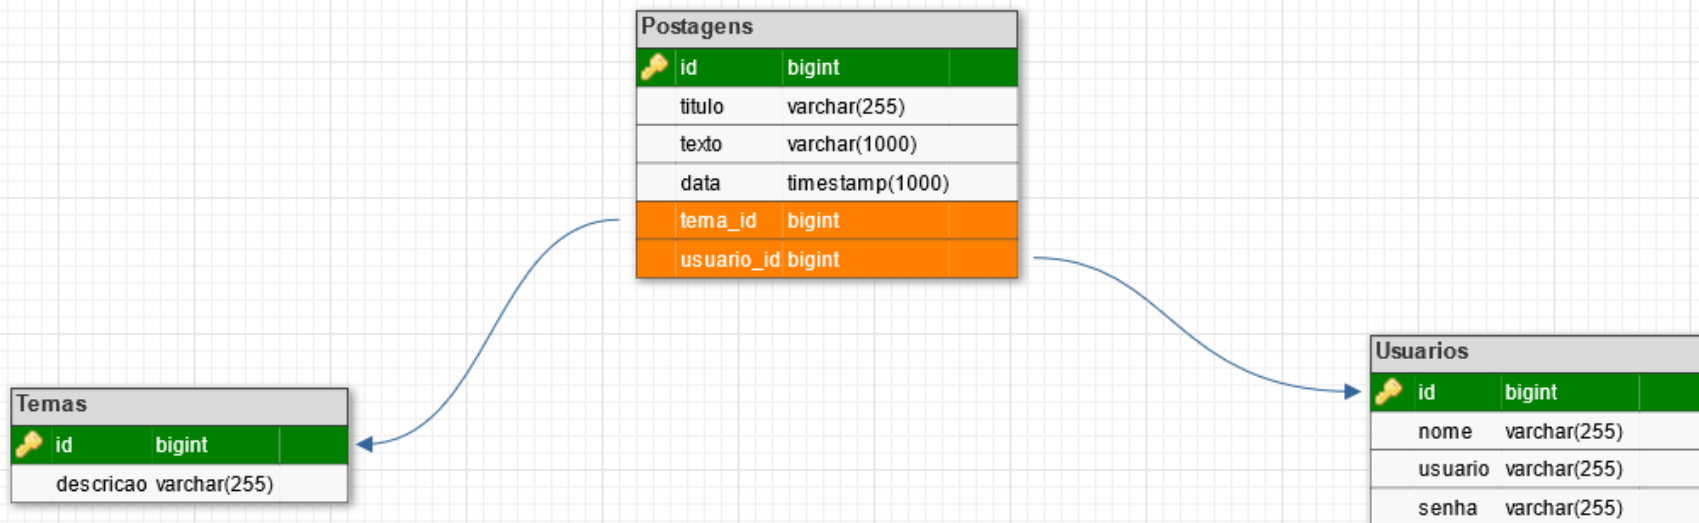 Postagens
id bigint
titulo varchar(255)
texto varchar(1000)
data timestamp(1000)
tema_id bigint
usuario_id bigint
Temas
id bigint
descricao varchar(255)
Usuarios
id bigint
nome varchar(255)
usuario varchar(255)
senha varchar(255)